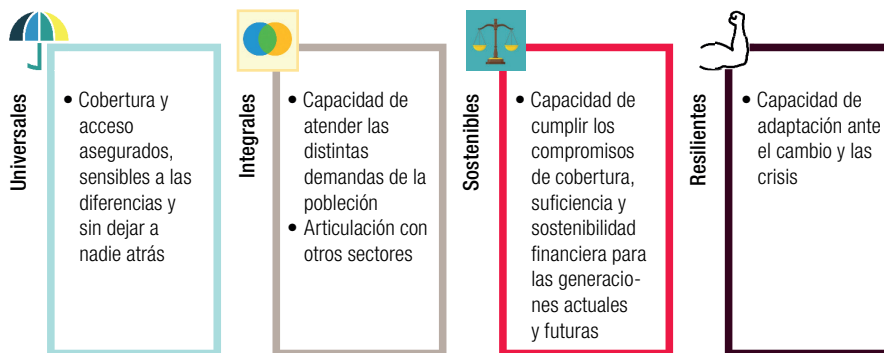 Universales
• Cobertura y
acceso
asegurados,
sensibles a las
diferencias y
sin dejar a
nadie atrás
Integrales
• Capacidad de
atender las
distintas
demandas de la
pobleción
• Articulación con
otros sectores
Sostenibles
• Capacidad de
cumplir los
compromisos
de cobertura,
suficiencia y
sostenibilidad
financiera para
las generacio-
nes actuales
y futuras
Resilientes
• Capacidad de
adaptación ante
el cambio y las
crisis